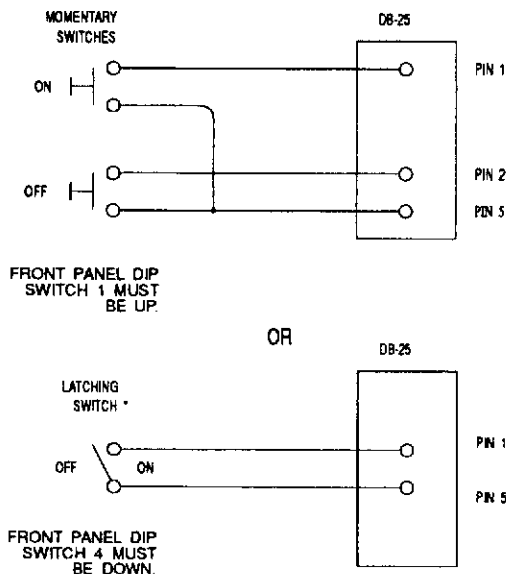 MOMENTARY
SWITCHES
DB-25
ON
PIN 1
OFF
PIN 2
PIN 5
FRONT PANEL DIP
SWITCH 1 MUST
BE UP.
OR
DB-25
LATCHING
SWITCH *
OFF
ON
PIN 1
PIN 5
FRONT PANEL DIP
SWITCH 4 MUST
BE DOWN.